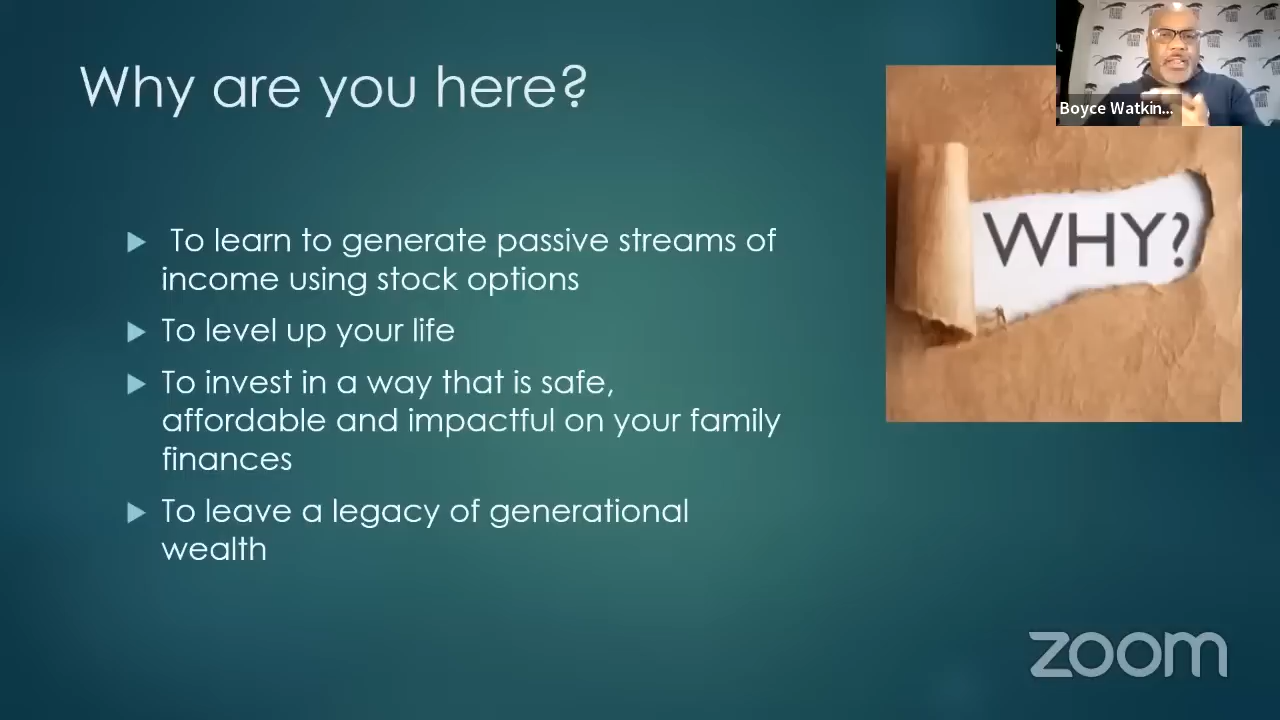 Why are you here?
To learn to generate passive streams of
income using stock options
To level up your life
To invest in a way that is safe,
affordable and impactful on your family
finances
To leave a legacy of generational
wealth
WHY?
Boyce Watkin...
zoom